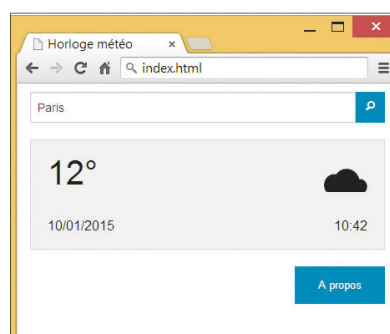 Horloge météo
index.html
Paris
12°
10/01/2015 10:42
A propos